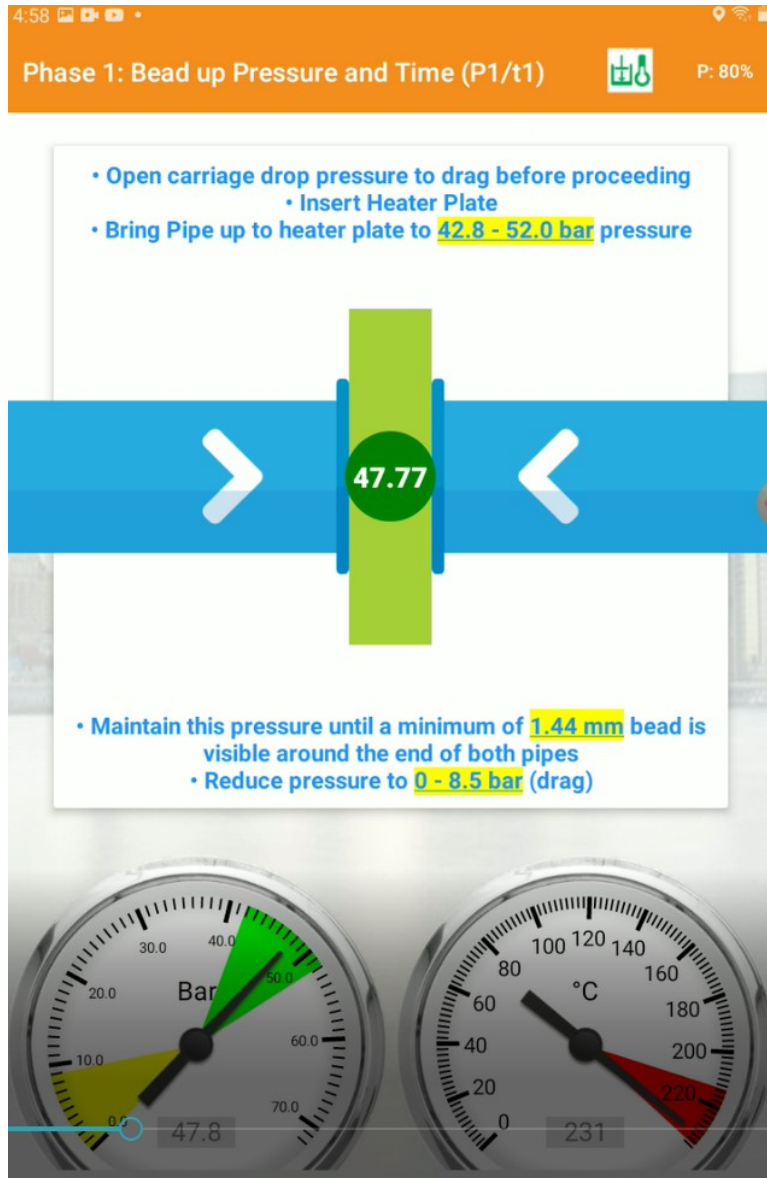 4:58
Phase 1: Bead up Pressure and Time (P1/t1)
P: 80%
• Open carriage drop pressure to drag before proceeding
• Insert Heater Plate
• Bring Pipe up to heater plate to 42.8 - 52.0 bar pressure
47.77
• Maintain this pressure until a minimum of 1.44 mm bead is
visible around the end of both pipes
• Reduce pressure to 0 - 8.5 bar (drag)
0.0
10.0
20.0
30.0
40.0
50.0
60.0
70.0
Bar
47.8
0
20
40
60
80
100
120
140
160
180
200
220
°C
231